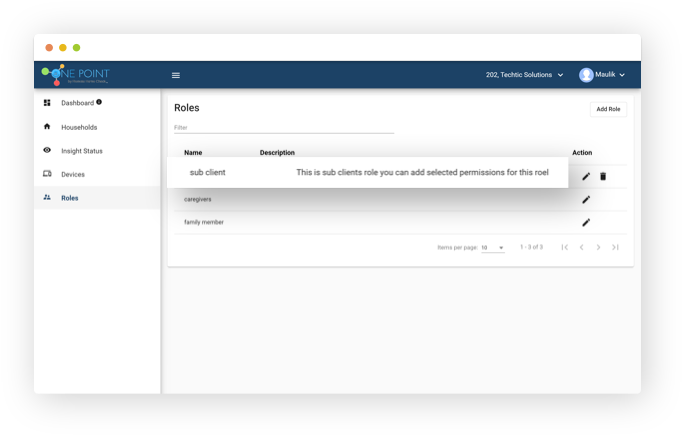 NE POINT
202, Techtic Solutions
Maulik
Dashboard
Households
Insight Status
Devices
Roles
Roles
Add Role
Filter
Name Description Action
sub client This is sub clients role you can add selected permissions for this roel
caregivers
family member
Items per page: 10 1 - 3 of 3